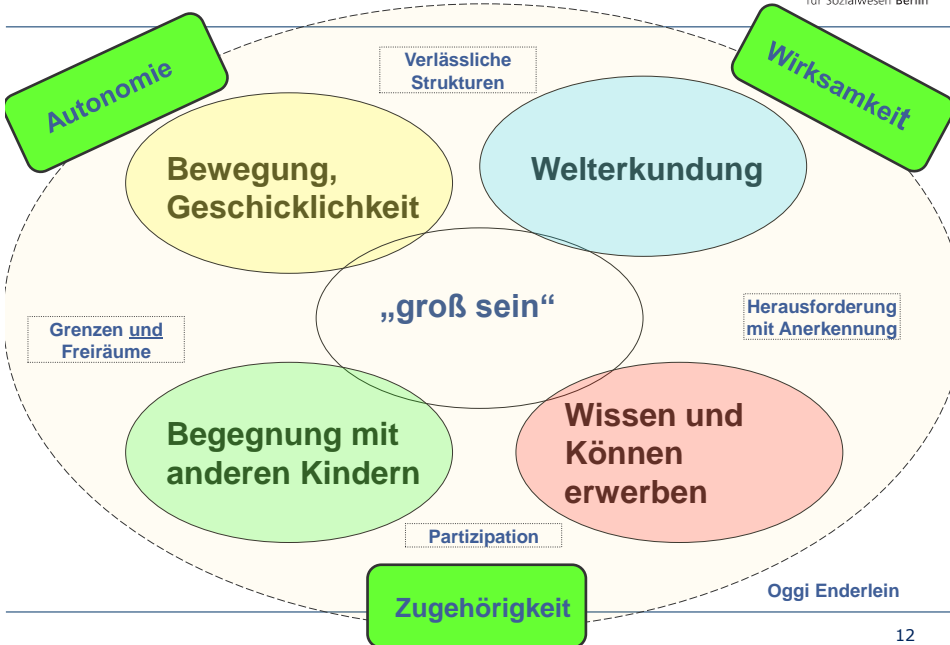 für Sozialwesen Berlin
Autonomie
Verlässliche
Strukturen
Wirksamkeit
Bewegung,
Geschicklichkeit
Welterkundung
„groß sein“
Grenzen und
Freiräume
Herausforderung
mit Anerkennung
Begegnung mit
anderen Kindern
Wissen und
Können
erwerben
Partizipation
Zugehörigkeit
Oggi Enderlein
12